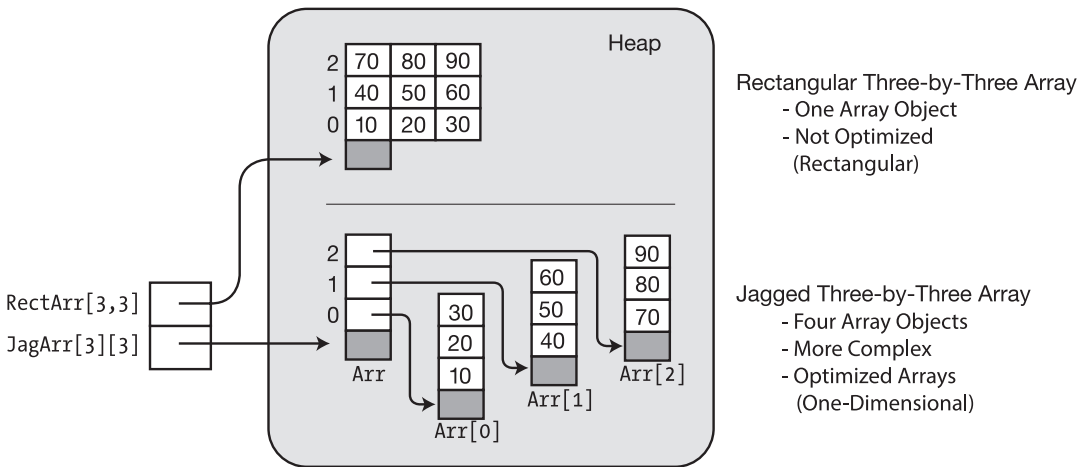 Heap
2 70 80 90
1 40 50 60
0 10 20 30
Rectangular Three-by-Three Array
- One Array Object
- Not Optimized
(Rectangular)
RectArr[3,3]
JagArr[3][3]
2
1
0
Arr
30
20
10
Arr[0]
60
50
40
Arr[1]
90
80
70
Arr[2]
Jagged Three-by-Three Array
- Four Array Objects
- More Complex
- Optimized Arrays
(One-Dimensional)